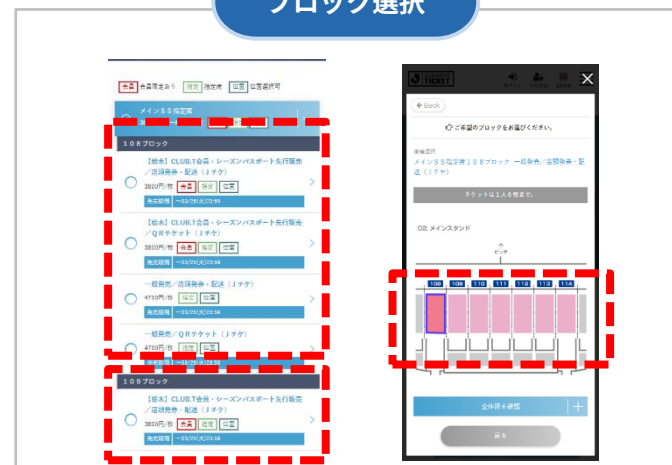 ブロック選択
会員 会員限定あり 指定 指定席 位置 位置選択可
メインSS指定席
108ブロック
【栃木】CLUB.T会員・シーズンパスポート先行販売
／店頭発券・配送（Jチケ）
3800円/枚 会員 指定 位置
【栃木】CLUB.T会員・シーズンパスポート先行販売
／QRチケット（Jチケ）
3800円/枚 会員 指定 位置
一般発売／店頭発券・配送（Jチケ）
4700円/枚 指定 位置
一般発売／QRチケット（Jチケ）
4700円/枚 指定 位置
109ブロック
【栃木】CLUB.T会員・シーズンパスポート先行販売
／店頭発券・配送（Jチケ）
3800円/枚 会員 指定 位置
TICKET
Back
ご希望のブロックをお選びください。
メインSS指定席108ブロック 一般発売／店頭発券・配
送（Jチケ）
チケットは1人6枚まで。
02. メインスタンド
ピッチ
108 109 110 111 112 113 114
全体図を確認
戻る